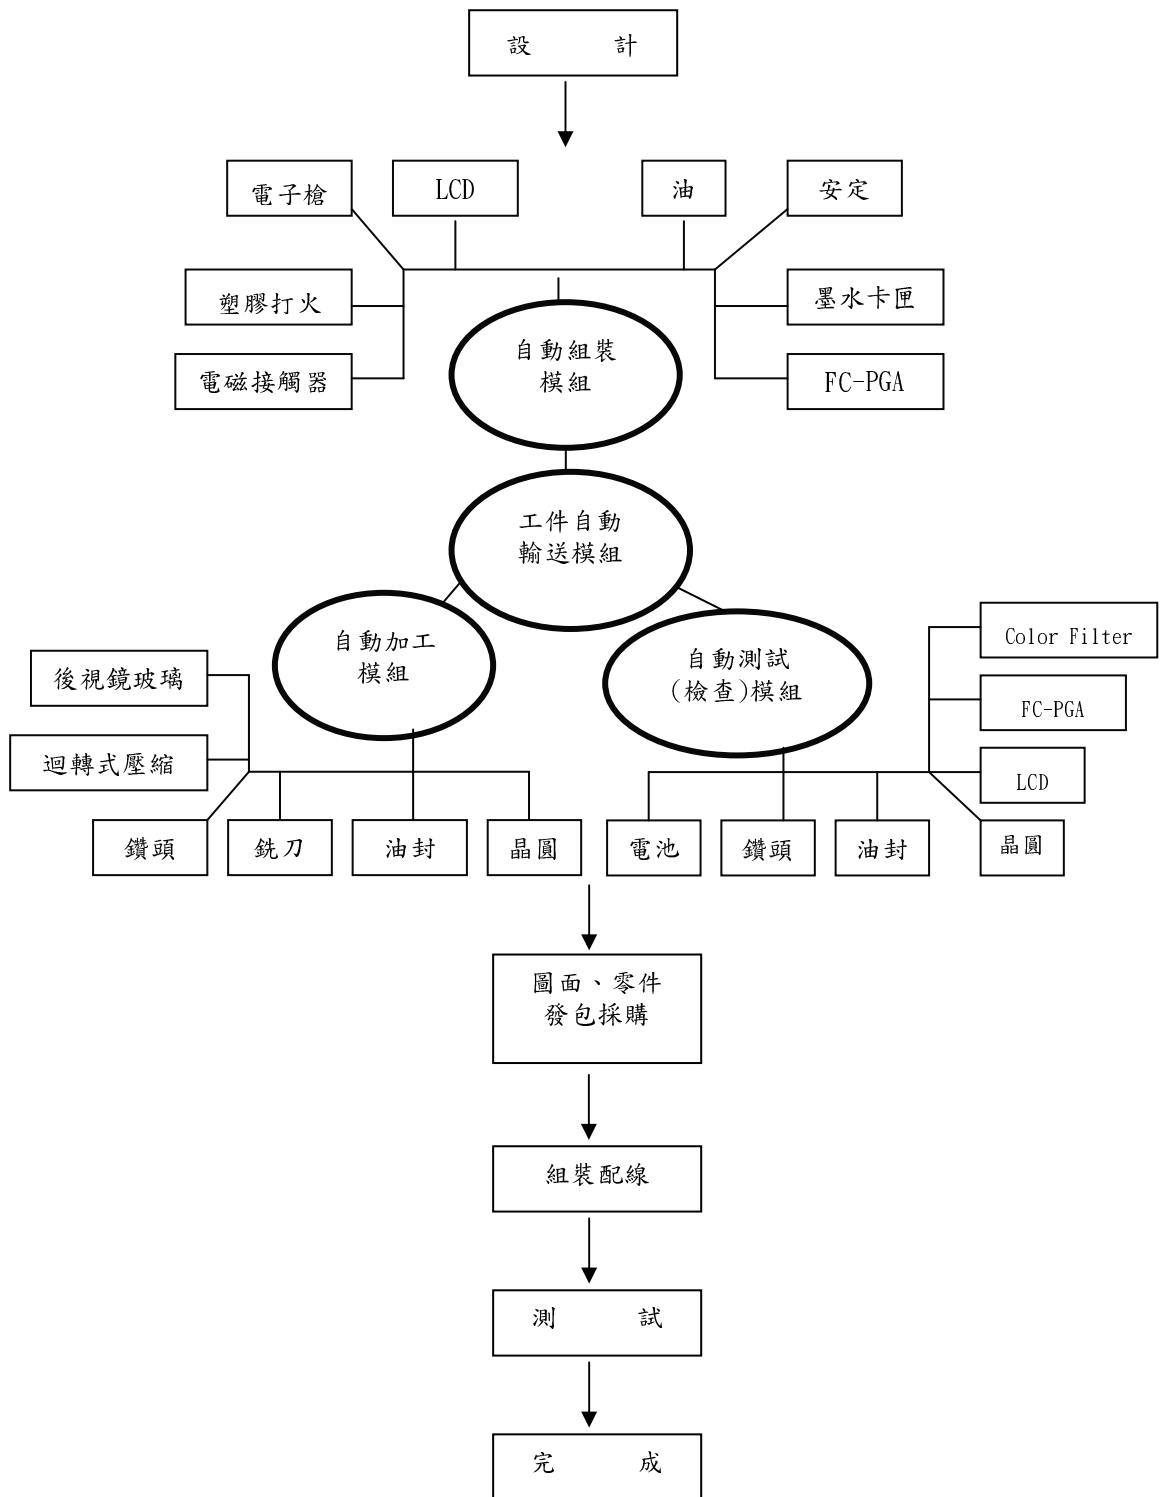 設 計
電子槍
LCD
油
安定
塑膠打火
墨水卡匣
電磁接觸器
FC-PGA
自動組裝
模組
工件自動
輸送模組
自動加工
模組
自動測試
(檢查)模組
後視鏡玻璃
迴轉式壓縮
鑽頭
銑刀
油封
晶圓
Color Filter
FC-PGA
LCD
電池
鑽頭
油封
晶圓
圖面、零件
發包採購
組裝配線
測 試
完 成